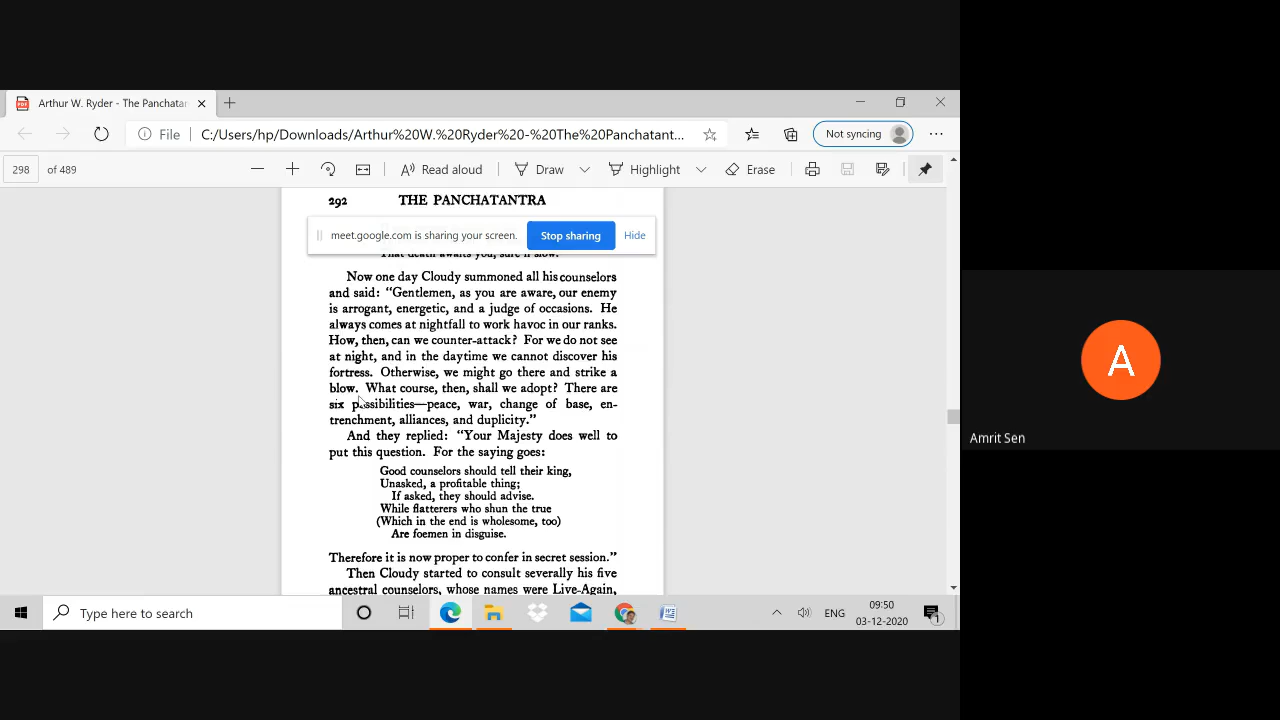 Arthur W. Ryder - The Panchatan
File
C:/Users/hp/Downloads/Arthur%20W.%20Ryder%20-%20The%20Panchatant...
Not syncing
298 of 489
Read aloud
Draw
Highlight
Erase
292 THE PANCHATANTRA
meet.google.com is sharing your screen. Stop sharing Hide
That death awaits you, sure if slow.
Now one day Cloudy summoned all his counselors
and said: “Gentlemen, as you are aware, our enemy
is arrogant, energetic, and a judge of occasions. He
always comes at nightfall to work havoc in our ranks.
How, then, can we counter-attack? For we do not see
at night, and in the daytime we cannot discover his
fortress. Otherwise, we might go there and strike a
blow. What course, then, shall we adopt? There are
six possibilities—peace, war, change of base, en-
trenchment, alliances, and duplicity.”
And they replied: “Your Majesty does well to
put this question. For the saying goes:
Good counselors should tell their king,
Unasked, a profitable thing;
If asked, they should advise.
While flatterers who shun the true
(Which in the end is wholesome, too)
Are foemen in disguise.
Therefore it is now proper to confer in secret session.”
Then Cloudy started to consult severally his five
ancestral counselors, whose names were Live-Again,
Type here to search
ENG
09:50
03-12-2020
1
A
Amrit Sen